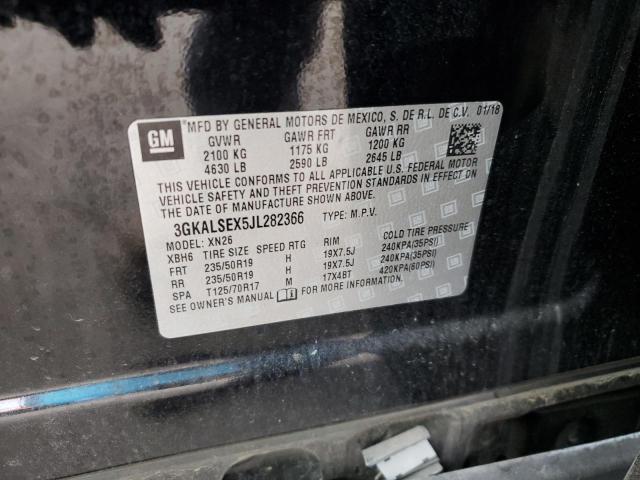 GM
MFD BY GENERAL MOTORS DE MEXICO, S. DE R.L. DE C.V. 01/18
GVWR GAWR FRT GAWR RR
2100 KG 1175 KG 1200 KG
4630 LB 2590 LB 2645 LB
THIS VEHICLE CONFORMS TO ALL APPLICABLE U.S. FEDERAL MOTOR
VEHICLE SAFETY AND THEFT PREVENTION STANDARDS IN EFFECT ON
THE DATE OF MANUFACTURE SHOWN ABOVE.
3GKALSEX5JL282366 TYPE: M.P.V.
MODEL: XN26
XBH6 TIRE SIZE SPEED RTG RIM COLD TIRE PRESSURE
FRT 235/50R19 H 19X7.5J 240KPA(35PSI)
RR 235/50R19 H 19X7.5J 240KPA(35PSI)
SPA T125/70R17 M 17X4BT 420KPA(60PSI)
SEE OWNER'S MANUAL FOR MORE INFORMATION.